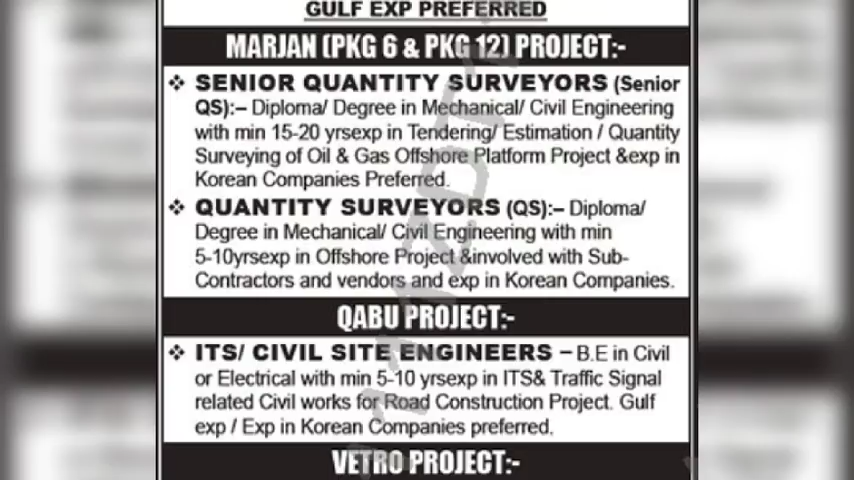 GULF EXP PREFERRED
MARJAN (PKG 6 & PKG 12) PROJECT:-
❖ SENIOR QUANTITY SURVEYORS (Senior
QS):– Diploma/ Degree in Mechanical/ Civil Engineering
with min 15-20 yrsexp in Tendering/ Estimation / Quantity
Surveying of Oil & Gas Offshore Platform Project &exp in
Korean Companies Preferred.
❖ QUANTITY SURVEYORS (QS):– Diploma/
Degree in Mechanical/ Civil Engineering with min
5-10yrsexp in Offshore Project &involved with Sub-
Contractors and vendors and exp in Korean Companies.
QABU PROJECT:-
❖ ITS/ CIVIL SITE ENGINEERS – B.E in Civil
or Electrical with min 5-10 yrsexp in ITS& Traffic Signal
related Civil works for Road Construction Project. Gulf
exp / Exp in Korean Companies preferred.
VETRO PROJECT:-